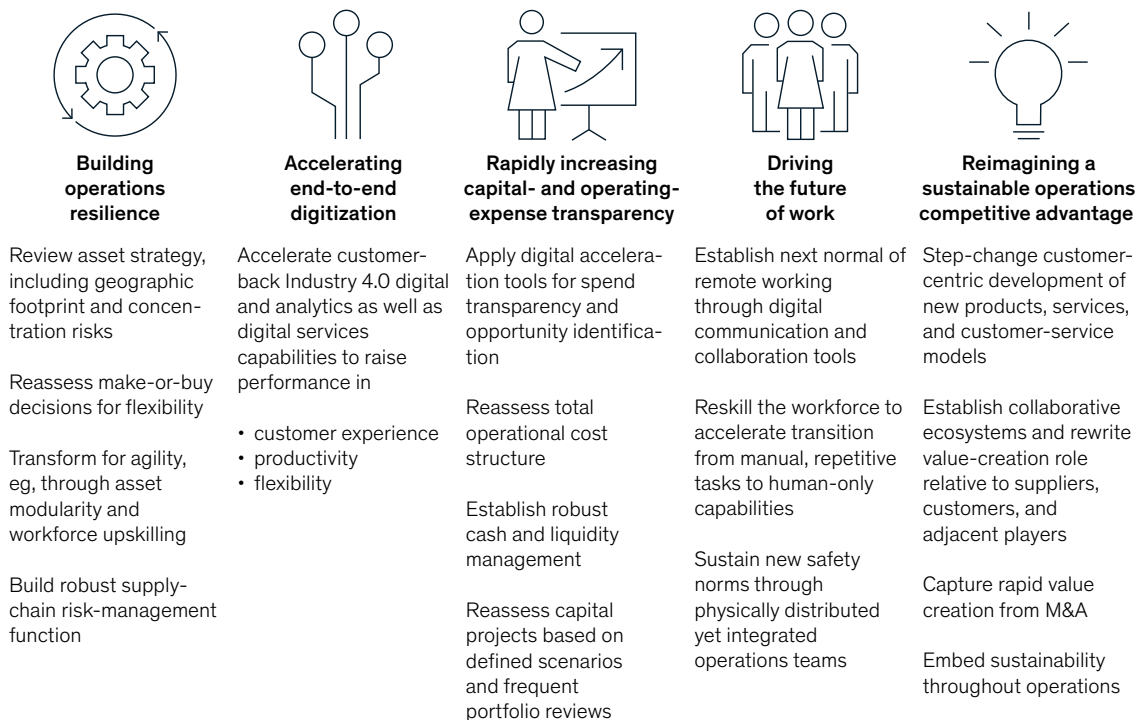 Building
operations
resilience
Review asset strategy,
including geographic
footprint and concen-
tration risks
Reassess make-or-buy
decisions for flexibility
Transform for agility,
eg, through asset
modularity and
workforce upskilling
Build robust supply-
chain risk-management
function
Accelerating
end-to-end
digitization
Accelerate customer-
back Industry 4.0 digital
and analytics as well as
digital services
capabilities to raise
performance in
• customer experience
• productivity
• flexibility
Rapidly increasing
capital- and operating-
expense transparency
Apply digital accelera-
tion tools for spend
transparency and
opportunity identifica-
tion
Reassess total
operational cost
structure
Establish robust
cash and liquidity
management
Reassess capital
projects based on
defined scenarios
and frequent
portfolio reviews
Driving
the future
of work
Establish next normal of
remote working
through digital
communication and
collaboration tools
Reskill the workforce to
accelerate transition
from manual, repetitive
tasks to human-only
capabilities
Sustain new safety
norms through
physically distributed
yet integrated
operations teams
Reimagining a
sustainable operations
competitive advantage
Step-change customer-
centric development of
new products, services,
and customer-service
models
Establish collaborative
ecosystems and rewrite
value-creation role
relative to suppliers,
customers, and
adjacent players
Capture rapid value
creation from M&A
Embed sustainability
throughout operations